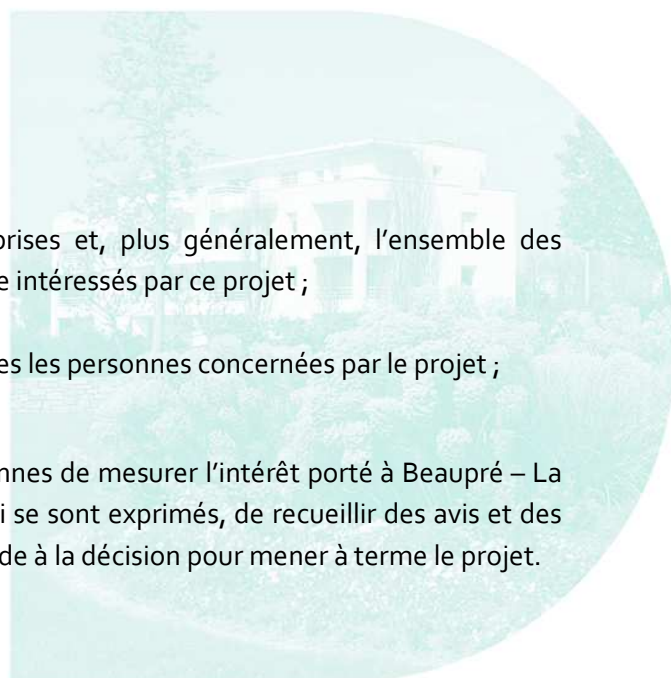 prises et, plus généralement, l’ensemble des
e intéressés par ce projet ;
es les personnes concernées par le projet ;
nnes de mesurer l’intérêt porté à Beaupré – La
i se sont exprimés, de recueillir des avis et des
de à la décision pour mener à terme le projet.